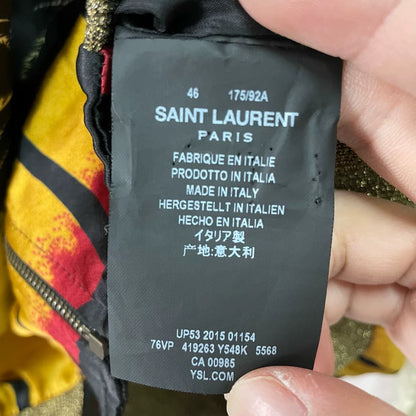 46 175/92A
SAINT LAURENT
PARIS
FABRIQUE EN ITALIE
PRODOTTO IN ITALIA
MADE IN ITALY
HERGESTELLT IN ITALIEN
HECHO EN ITALIA
イタリア製
产地:意大利
UP53 2015 01154
76VP 419263 Y548K 5568
CA 00985
YSL.COM